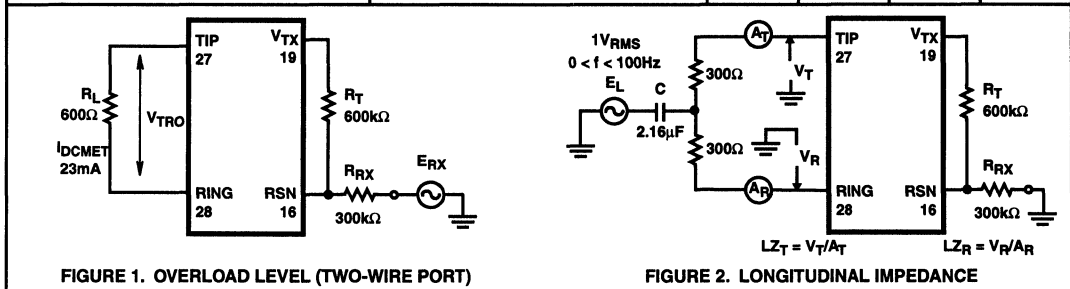 TIP
27
VTX
19
RL
600Ω
VTRO
IDCMET
23mA
RT
600kΩ
RRX
ERX
300kΩ
RING
28
RSN
16
FIGURE 1. OVERLOAD LEVEL (TWO-WIRE PORT)
1VRMS
0 < f < 100Hz
EL
C
2.16µF
300Ω
300Ω
AT
VT
VR
AR
TIP
27
VTX
19
RT
600kΩ
RRX
300kΩ
RING
28
RSN
16
LZT = VT/AT
LZR = VR/AR
FIGURE 2. LONGITUDINAL IMPEDANCE